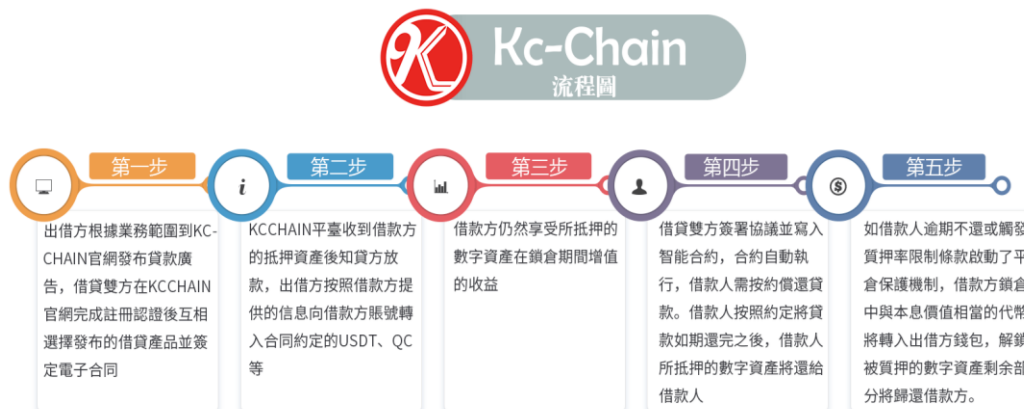 Kc-Chain
流程圖
第一步
出借方根據業務範圍到KC-
CHAIN官網發布貸款廣
告，借貸雙方在KCCHAIN
官網完成註冊認證後互相
選擇發布的借貸產品並簽
定電子合同
第二步
KCCHAIN平臺收到借款方
的抵押資產後知貸方放
款，出借方按照借款方提
供的信息向借款方賬號轉
入合同約定的USDT、QC
等
第三步
借款方仍然享受所抵押的
數字資產在鎖倉期間增值
的收益
第四步
借貸雙方簽署協議並寫入
智能合約，合約自動執
行，借款人需按約償還貸
款。借款人按照約定將貸
款如期還完之後，借款人
所抵押的數字資產將還給
借款人
第五步
如借款人逾期不還或觸發
質押率限制條款啟動了平
倉保護機制，借款方鎖倉
中與本息價值相當的代幣
將轉入出借方錢包，解鎖
被質押的數字資產剩余部
分將歸還借款方。